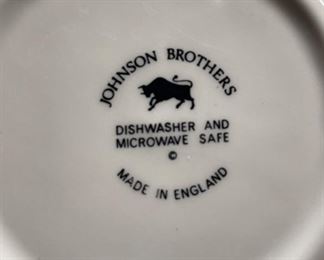 JOHNSON BROTHERS
DISHWASHER AND
MICROWAVE SAFE
©
MADE IN ENGLAND